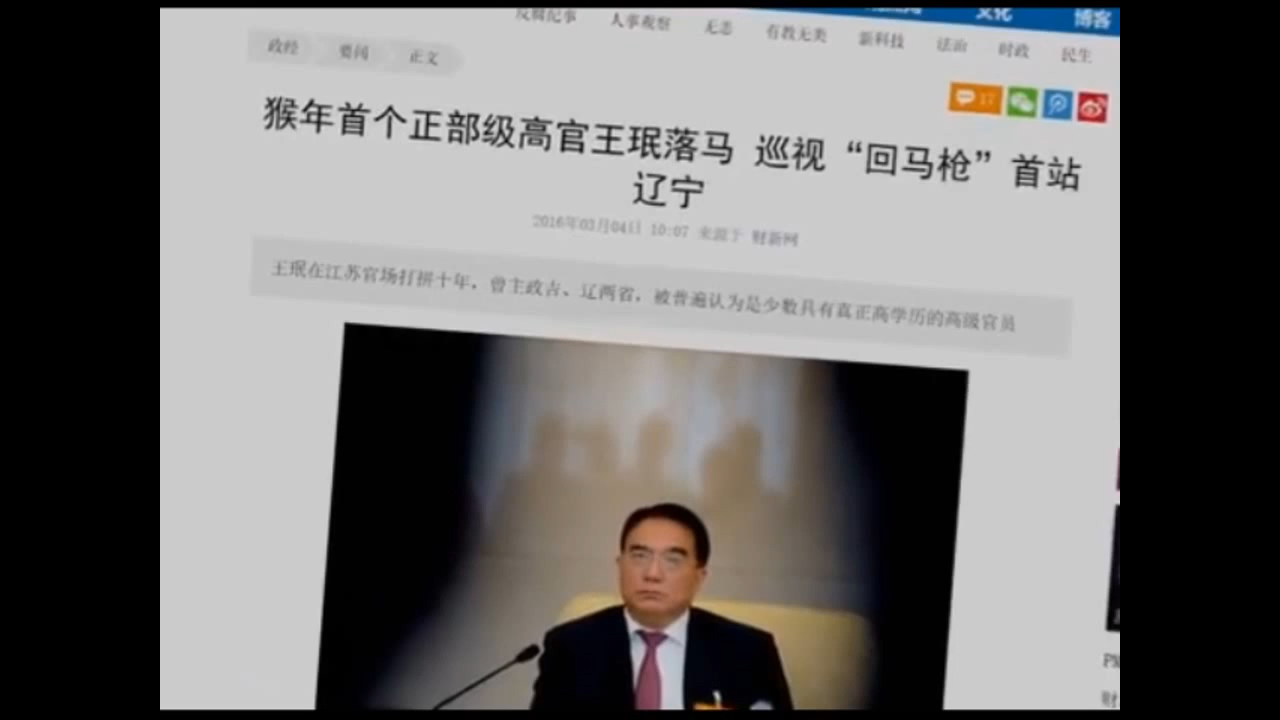 文化
博客
反腐纪事 人事观察 无恙 有教无类 新科技 法治 时政 民生
政经 要闻 正文
17
猴年首个正部级高官王珉落马 巡视“回马枪”首站
辽宁
2016年03月04日 10:07 来源于 财新网
王珉在江苏官场打拼十年，曾主政吉、辽两省，被普遍认为是少数具有真正高学历的高级官员
财